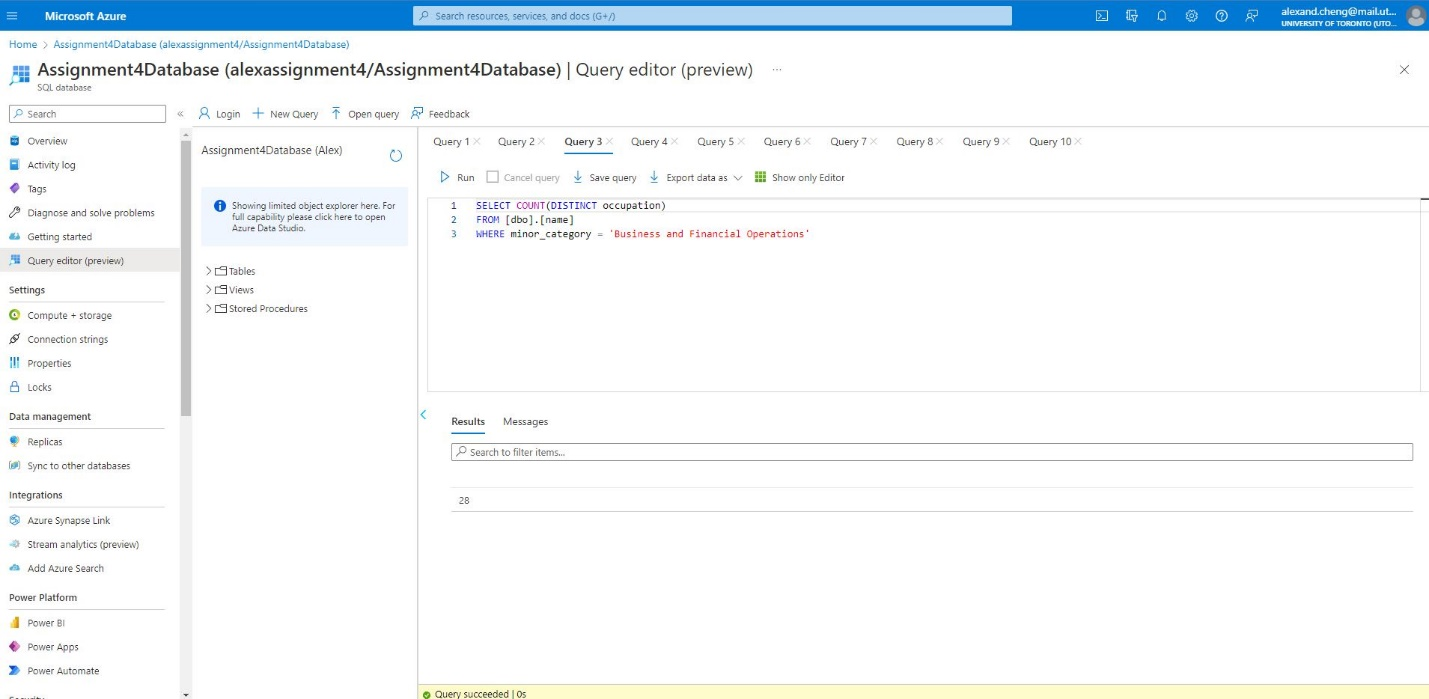 Microsoft Azure
Search resources, services, and docs (G+/)
alexand.cheng@mail.ut...
UNIVERSITY OF TORONTO (UTO...
Home > Assignment4Database (alexassignment4/Assignment4Database)
Assignment4Database (alexassignment4/Assignment4Database) | Query editor (preview) ...
SQL database
Search
«
Login
New Query
Open query
Feedback
Overview
Activity log
Tags
Diagnose and solve problems
Getting started
Query editor (preview)
Settings
Compute + storage
Connection strings
Properties
Locks
Data management
Replicas
Sync to other databases
Integrations
Azure Synapse Link
Stream analytics (preview)
Add Azure Search
Power Platform
Power BI
Power Apps
Power Automate
Security
Assignment4Database (Alex)
Showing limited object explorer here. For
full capability please click here to open
Azure Data Studio.
Tables
Views
Stored Procedures
Query 1 Query 2 Query 3 Query 4 Query 5 Query 6 Query 7 Query 8 Query 9 Query 10
Run Cancel query Save query Export data as Show only Editor
1 SELECT COUNT(DISTINCT occupation)
2 FROM [dbo].[name]
3 WHERE minor_category = 'Business and Financial Operations'
Results Messages
Search to filter items...
28
Query succeeded | 0s